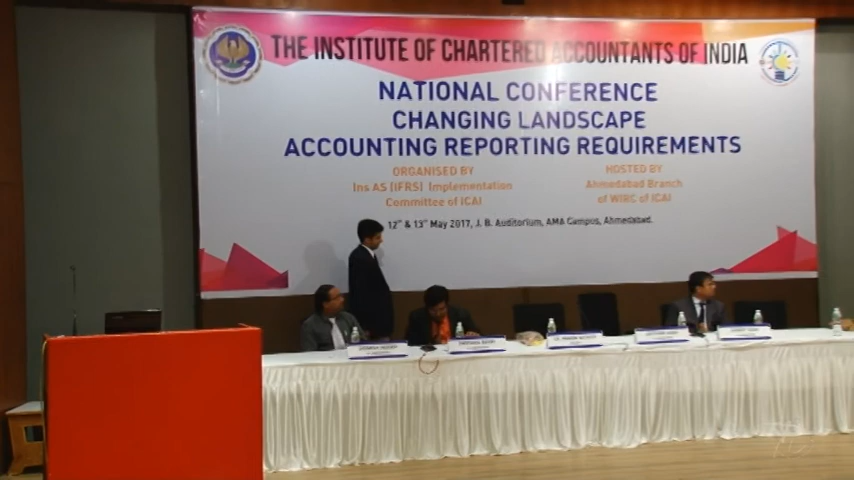 THE INSTITUTE OF CHARTERED ACCOUNTANTS OF INDIA
NATIONAL CONFERENCE
CHANGING LANDSCAPE
ACCOUNTING REPORTING REQUIREMENTS
ORGANISED BY
Ins AS (IFRS) Implementation
Committee of ICAI
HOSTED BY
Ahmedabad Branch
of WIRC of ICAI
12th & 13th May 2017, J. B. Auditorium, AMA Campus, Ahmedabad.